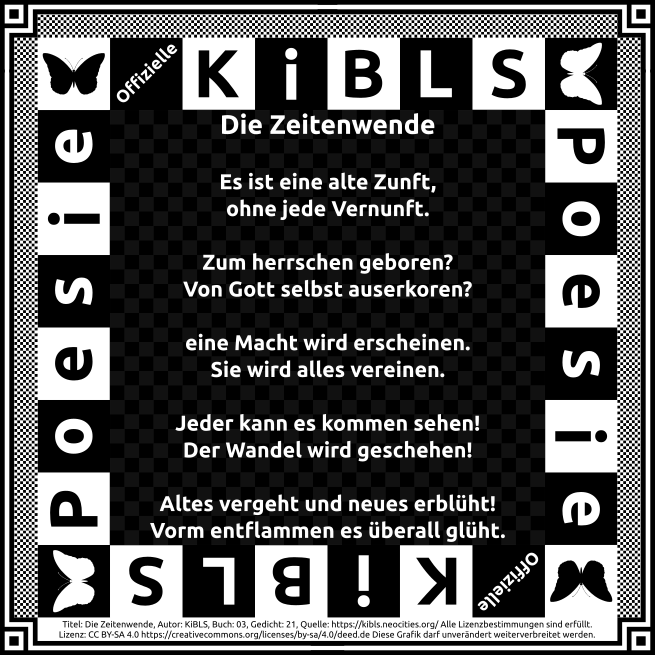 Offizielle
KiBLS
Poesie
Poesie
Die Zeitenwende
Es ist eine alte Zunft,
ohne jede Vernunft.
Zum herrschen geboren?
Von Gott selbst auserkoren?
eine Macht wird erscheinen.
Sie wird alles vereinen.
Jeder kann es kommen sehen!
Der Wandel wird geschehen!
Altes vergeht und neues erblüht!
Vorm entflammen es überall glüht.
Offizielle
KiBLS
Titel: Die Zeitenwende, Autor: KiBLS, Buch: 03, Gedicht: 21, Quelle: https://kibls.neocities.org/ Alle Lizenzbestimmungen sind erfüllt.
Lizenz: CC BY-SA 4.0 https://creativecommons.org/licenses/by-sa/4.0/deed.de Diese Grafik darf unverändert weiterverbreitet werden.